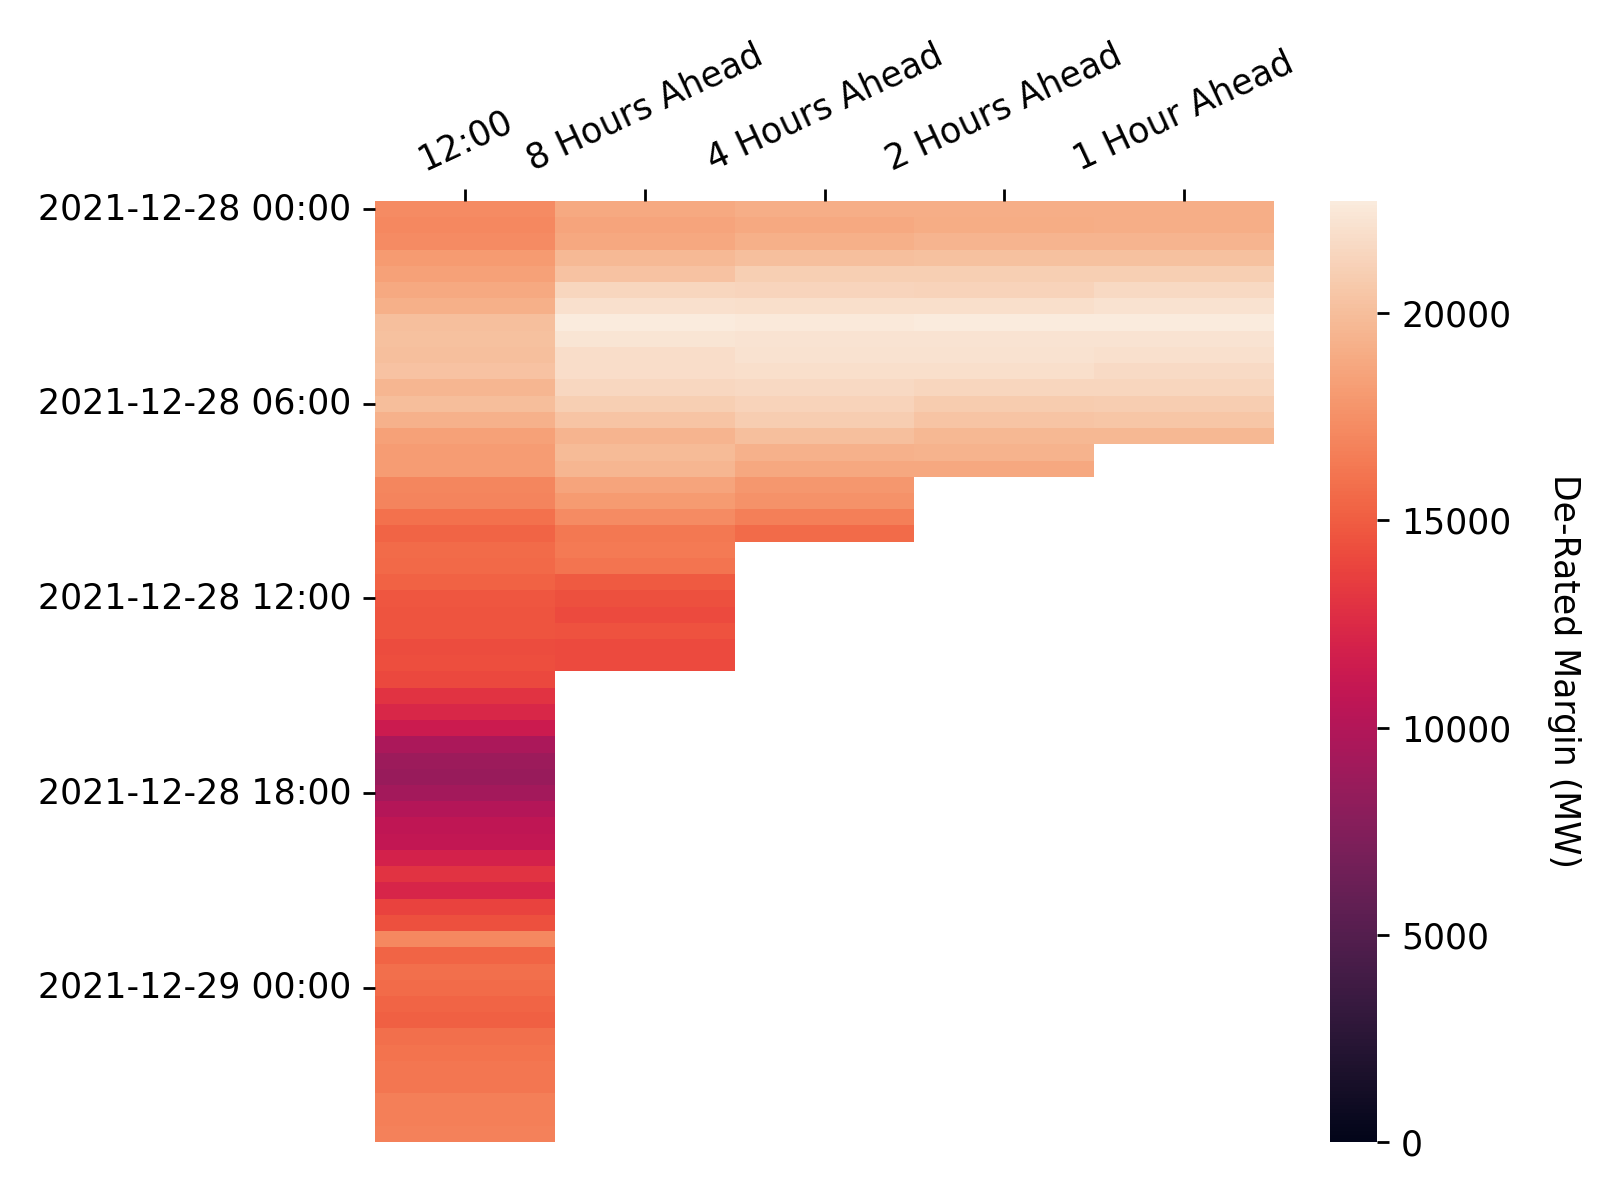 12:00
8 Hours Ahead
4 Hours Ahead
2 Hours Ahead
1 Hour Ahead
2021-12-28 00:00
2021-12-28 06:00
2021-12-28 12:00
2021-12-28 18:00
2021-12-29 00:00
20000
15000
10000
5000
0
De-Rated Margin (MW)